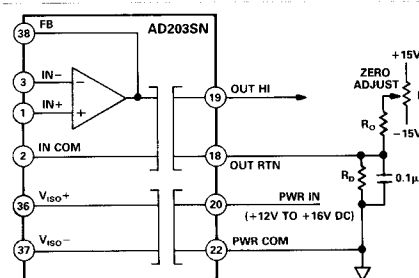 AD203SN
38 FB
3 IN−
1 IN+
2 IN COM
36 VISO+
37 VISO−
19 OUT HI
18 OUT RTN
20 PWR IN
(+12V TO +16V DC)
22 PWR COM
ZERO
ADJUST
+15V
−15V
RO
RD
0.1µ